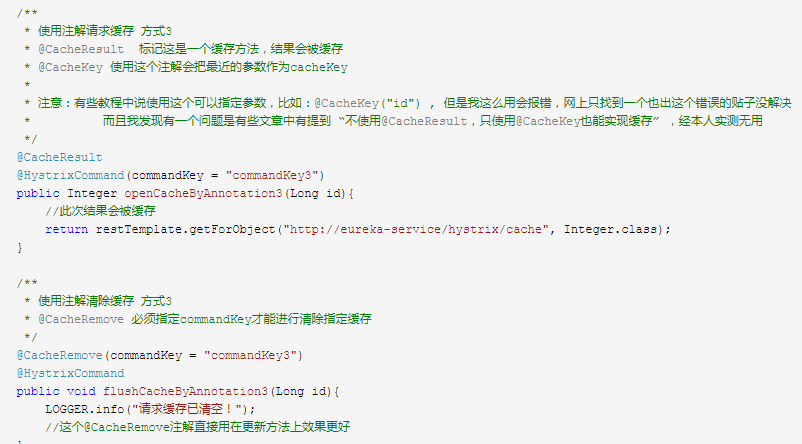 /**
 * 使用注解请求缓存 方式3
 * @CacheResult  标记这是一个缓存方法，结果会被缓存
 * @CacheKey 使用这个注解会把最近的参数作为cacheKey
 *
 * 注意：有些教程中说使用这个可以指定参数，比如：@CacheKey("id") , 但是我这么用会报错，网上只找到一个也出这个错误的贴子没解决
 *          而且我发现有一个问题是有些文章中有提到 “不使用@CacheResult，只使用@CacheKey也能实现缓存” ，经本人实测无用
 */
@CacheResult
@HystrixCommand(commandKey = "commandKey3")
public Integer openCacheByAnnotation3(Long id){
    //此次结果会被缓存
    return restTemplate.getForObject("http://eureka-service/hystrix/cache", Integer.class);
}

/**
 * 使用注解清除缓存 方式3
 * @CacheRemove 必须指定commandKey才能进行清除指定缓存
 */
@CacheRemove(commandKey = "commandKey3")
@HystrixCommand
public void flushCacheByAnnotation3(Long id){
    LOGGER.info("请求缓存已清空！");
    //这个@CacheRemove注解直接用在更新方法上效果更好